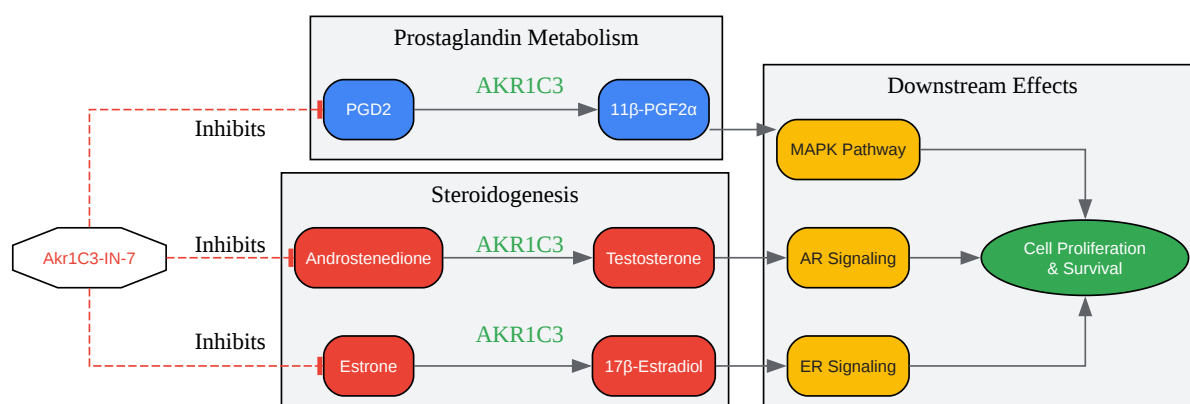 Prostaglandin Metabolism
PGD2
AKR1C3
11β-PGF2α
Inhibits
Downstream Effects
MAPK Pathway
Steroidogenesis
Akr1C3-IN-7
Inhibits
Androstenedione
AKR1C3
Testosterone
AR Signaling
Cell Proliferation
& Survival
Inhibits
Estrone
AKR1C3
17β-Estradiol
ER Signaling